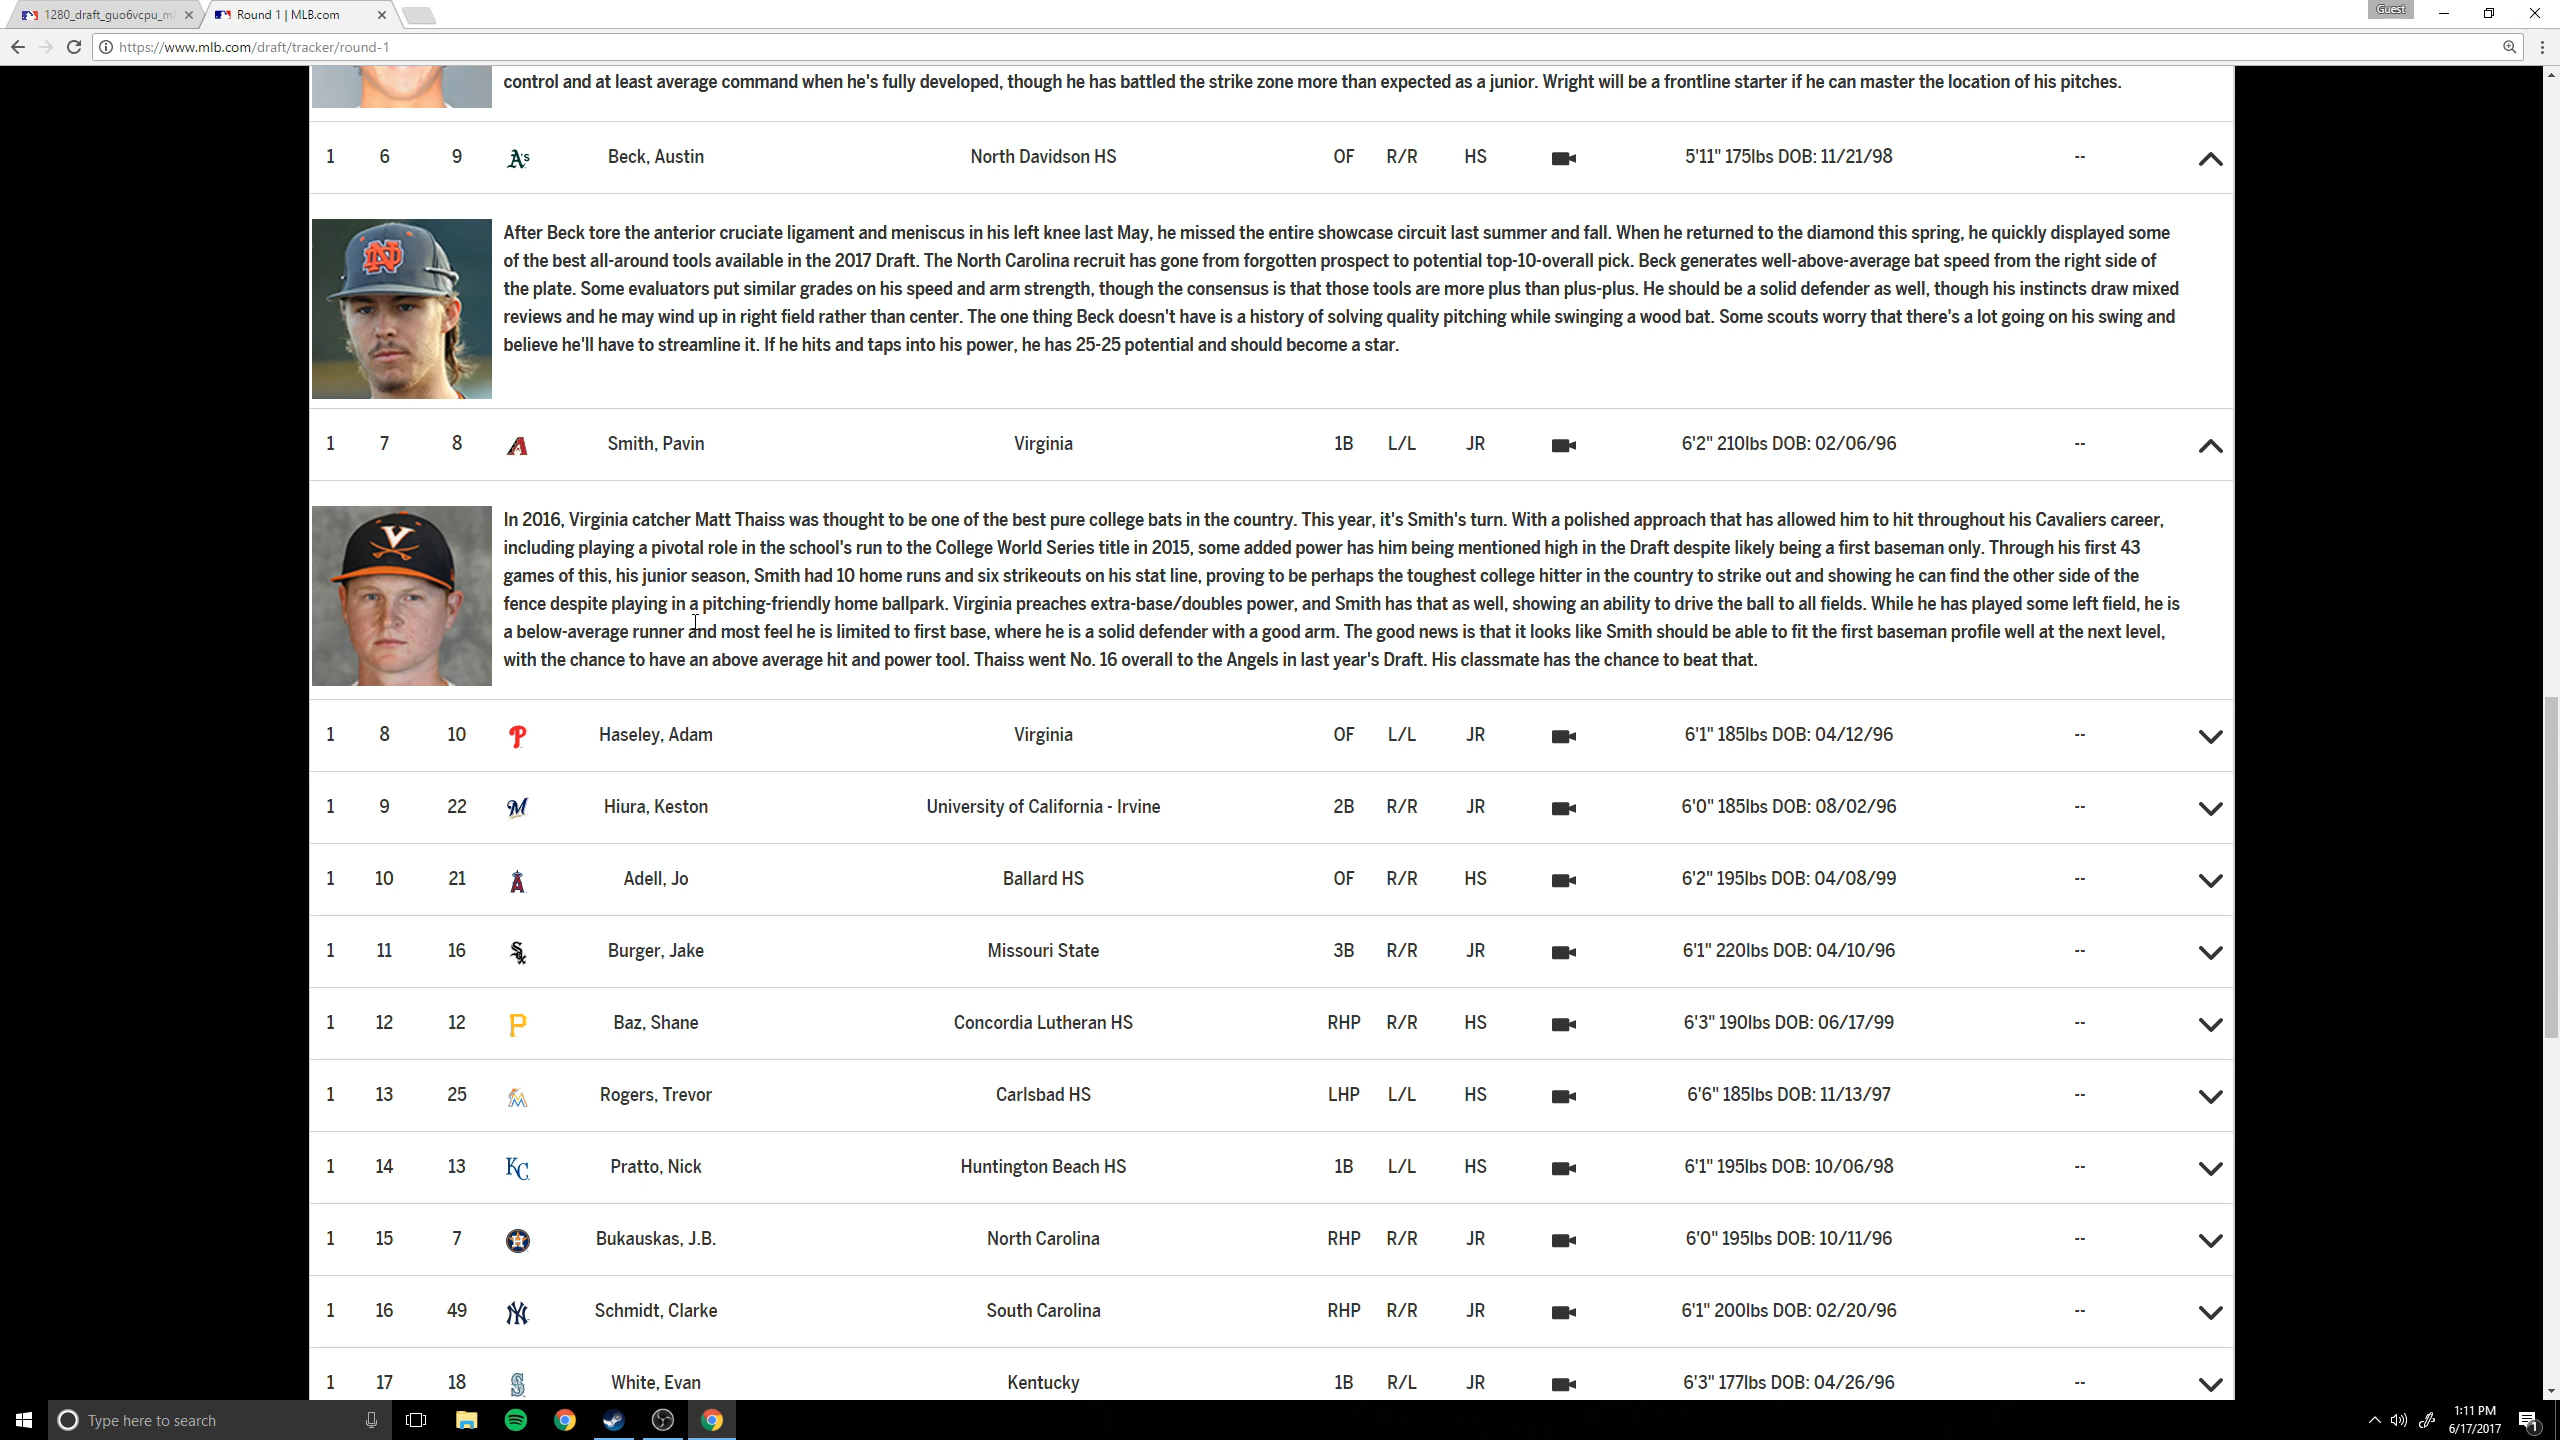 1280_draft_guo6vcpu_m
Round 1 | MLB.com
Guest
https://www.mlb.com/draft/tracker/round-1
control and at least average command when he's fully developed, though he has battled the strike zone more than expected as a junior. Wright will be a frontline starter if he can master the location of his pitches.
1 6 9 A's Beck, Austin North Davidson HS OF R/R HS 5'11" 175lbs DOB: 11/21/98 --
After Beck tore the anterior cruciate ligament and meniscus in his left knee last May, he missed the entire showcase circuit last summer and fall. When he returned to the diamond this spring, he quickly displayed some
of the best all-around tools available in the 2017 Draft. The North Carolina recruit has gone from forgotten prospect to potential top-10-overall pick. Beck generates well-above-average bat speed from the right side of
the plate. Some evaluators put similar grades on his speed and arm strength, though the consensus is that those tools are more plus than plus-plus. He should be a solid defender as well, though his instincts draw mixed
reviews and he may wind up in right field rather than center. The one thing Beck doesn't have is a history of solving quality pitching while swinging a wood bat. Some scouts worry that there's a lot going on his swing and
believe he'll have to streamline it. If he hits and taps into his power, he has 25-25 potential and should become a star.
ND
1 7 8 A Smith, Pavin Virginia 1B L/L JR 6'2" 210lbs DOB: 02/06/96 --
In 2016, Virginia catcher Matt Thaiss was thought to be one of the best pure college bats in the country. This year, it's Smith's turn. With a polished approach that has allowed him to hit throughout his Cavaliers career,
including playing a pivotal role in the school's run to the College World Series title in 2015, some added power has him being mentioned high in the Draft despite likely being a first baseman only. Through his first 43
games of this, his junior season, Smith had 10 home runs and six strikeouts on his stat line, proving to be perhaps the toughest college hitter in the country to strike out and showing he can find the other side of the
fence despite playing in a pitching-friendly home ballpark. Virginia preaches extra-base/doubles power, and Smith has that as well, showing an ability to drive the ball to all fields. While he has played some left field, he is
a below-average runner and most feel he is limited to first base, where he is a solid defender with a good arm. The good news is that it looks like Smith should be able to fit the first baseman profile well at the next level,
with the chance to have an above average hit and power tool. Thaiss went No. 16 overall to the Angels in last year's Draft. His classmate has the chance to beat that.
V
1 8 10 P Haseley, Adam Virginia OF L/L JR 6'1" 185lbs DOB: 04/12/96 --
1 9 22 M Hiura, Keston University of California - Irvine 2B R/R JR 6'0" 185lbs DOB: 08/02/96 --
1 10 21 A Adell, Jo Ballard HS OF R/R HS 6'2" 195lbs DOB: 04/08/99 --
1 11 16 Sox Burger, Jake Missouri State 3B R/R JR 6'1" 220lbs DOB: 04/10/96 --
1 12 12 P Baz, Shane Concordia Lutheran HS RHP R/R HS 6'3" 190lbs DOB: 06/17/99 --
1 13 25 M Rogers, Trevor Carlsbad HS LHP L/L HS 6'6" 185lbs DOB: 11/13/97 --
1 14 13 KC Pratto, Nick Huntington Beach HS 1B L/L HS 6'1" 195lbs DOB: 10/06/98 --
1 15 7 H Bukauskas, J.B. North Carolina RHP R/R JR 6'0" 195lbs DOB: 10/11/96 --
1 16 49 NY Schmidt, Clarke South Carolina RHP R/R JR 6'1" 200lbs DOB: 02/20/96 --
1 17 18 S White, Evan Kentucky 1B R/L JR 6'3" 177lbs DOB: 04/26/96 --
Type here to search
1:11 PM
6/17/2017
1